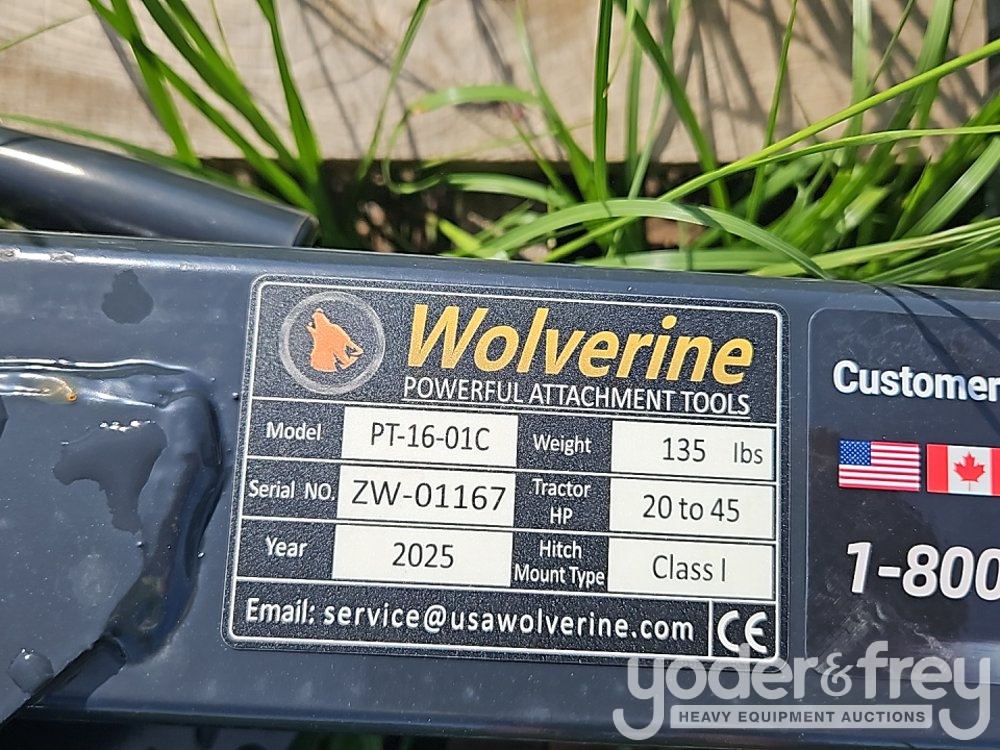 Wolverine
POWERFUL ATTACHMENT TOOLS
Model PT-16-01C Weight 135 lbs
Serial NO. ZW-01167 Tractor HP 20 to 45
Year 2025 Hitch Mount Type Class I
Email: service@usawolverine.com CE
Customer
1-800
yoder&frey
HEAVY EQUIPMENT AUCTIONS